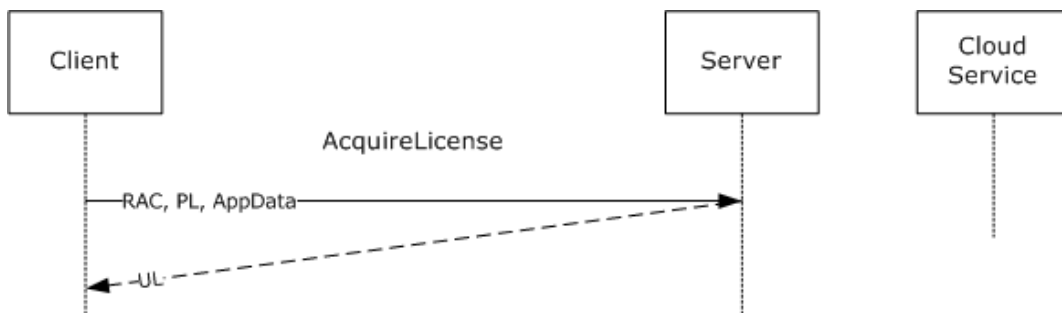 Client
Server
Cloud
Service
AcquireLicense
RAC, PL, AppData
UL